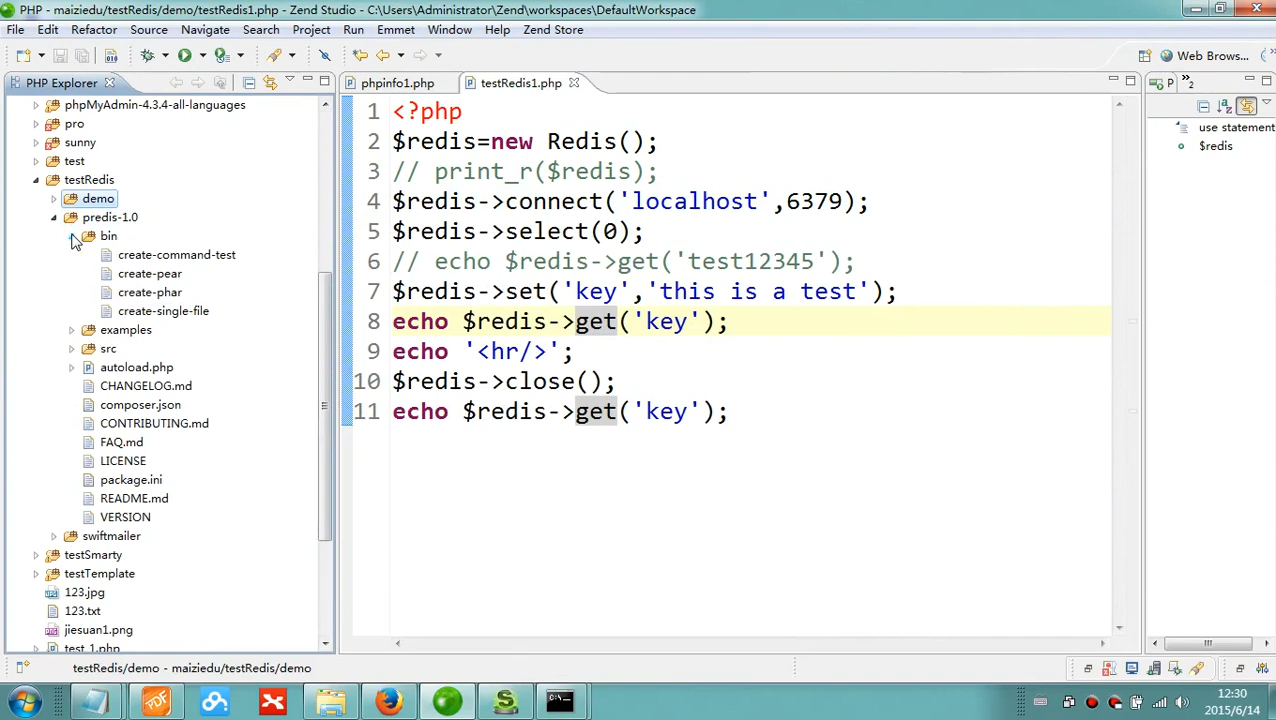 PHP - maiziedu/testRedis/demo/testRedis1.php - Zend Studio - C:\Users\Administrator\Zend\workspaces\DefaultWorkspace
File Edit Refactor Source Navigate Search Project Run Emmet Window Help Zend Store
Web Brows...
PHP Explorer
phpinfo1.php
testRedis1.php
P
»2
phpMyAdmin-4.3.4-all-languages
pro
sunny
test
testRedis
demo
predis-1.0
bin
create-command-test
create-pear
create-phar
create-single-file
examples
src
autoload.php
CHANGELOG.md
composer.json
CONTRIBUTING.md
FAQ.md
LICENSE
package.ini
README.md
VERSION
swiftmailer
testSmarty
testTemplate
123.jpg
123.txt
jiesuan1.png
test_1.php
1 <?php
2 $redis=new Redis();
3 // print_r($redis);
4 $redis->connect('localhost',6379);
5 $redis->select(0);
6 // echo $redis->get('test12345');
7 $redis->set('key','this is a test');
8 echo $redis->get('key');
9 echo '<hr/>';
10 $redis->close();
11 echo $redis->get('key');
use statement
$redis
testRedis/demo - maiziedu/testRedis/demo
12:30
2015/6/14